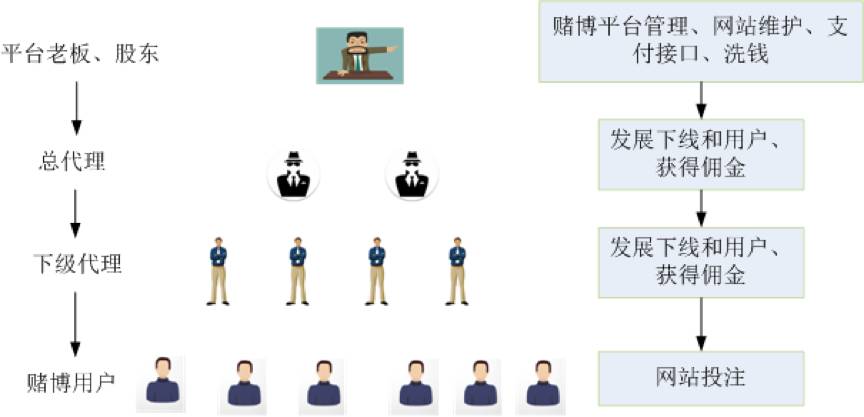 平台老板、股东
赌博平台管理、网站维护、支
付接口、洗钱
总代理
发展下线和用户、
获得佣金
下级代理
发展下线和用户、
获得佣金
赌博用户
网站投注